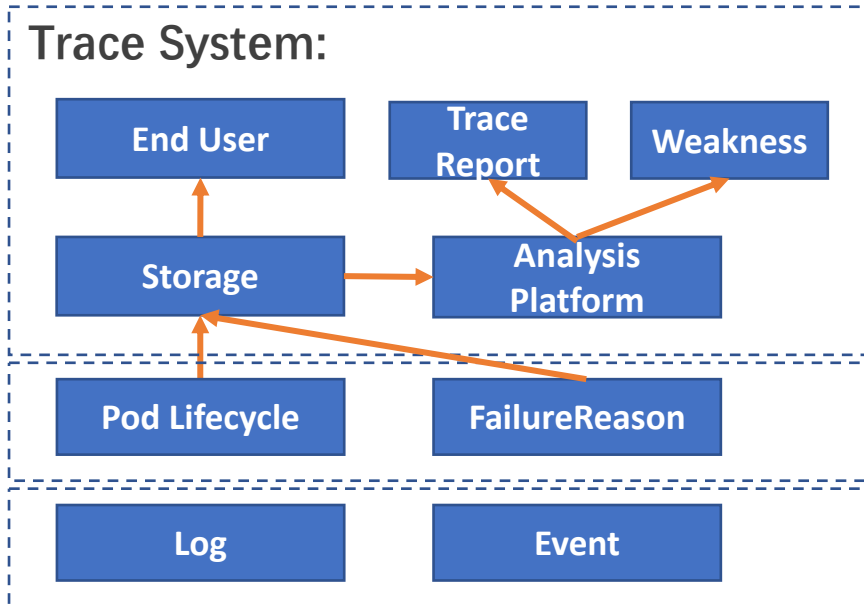 Trace System:
End User
Trace
Report
Weakness
Storage
Analysis
Platform
Pod Lifecycle
FailureReason
Log
Event